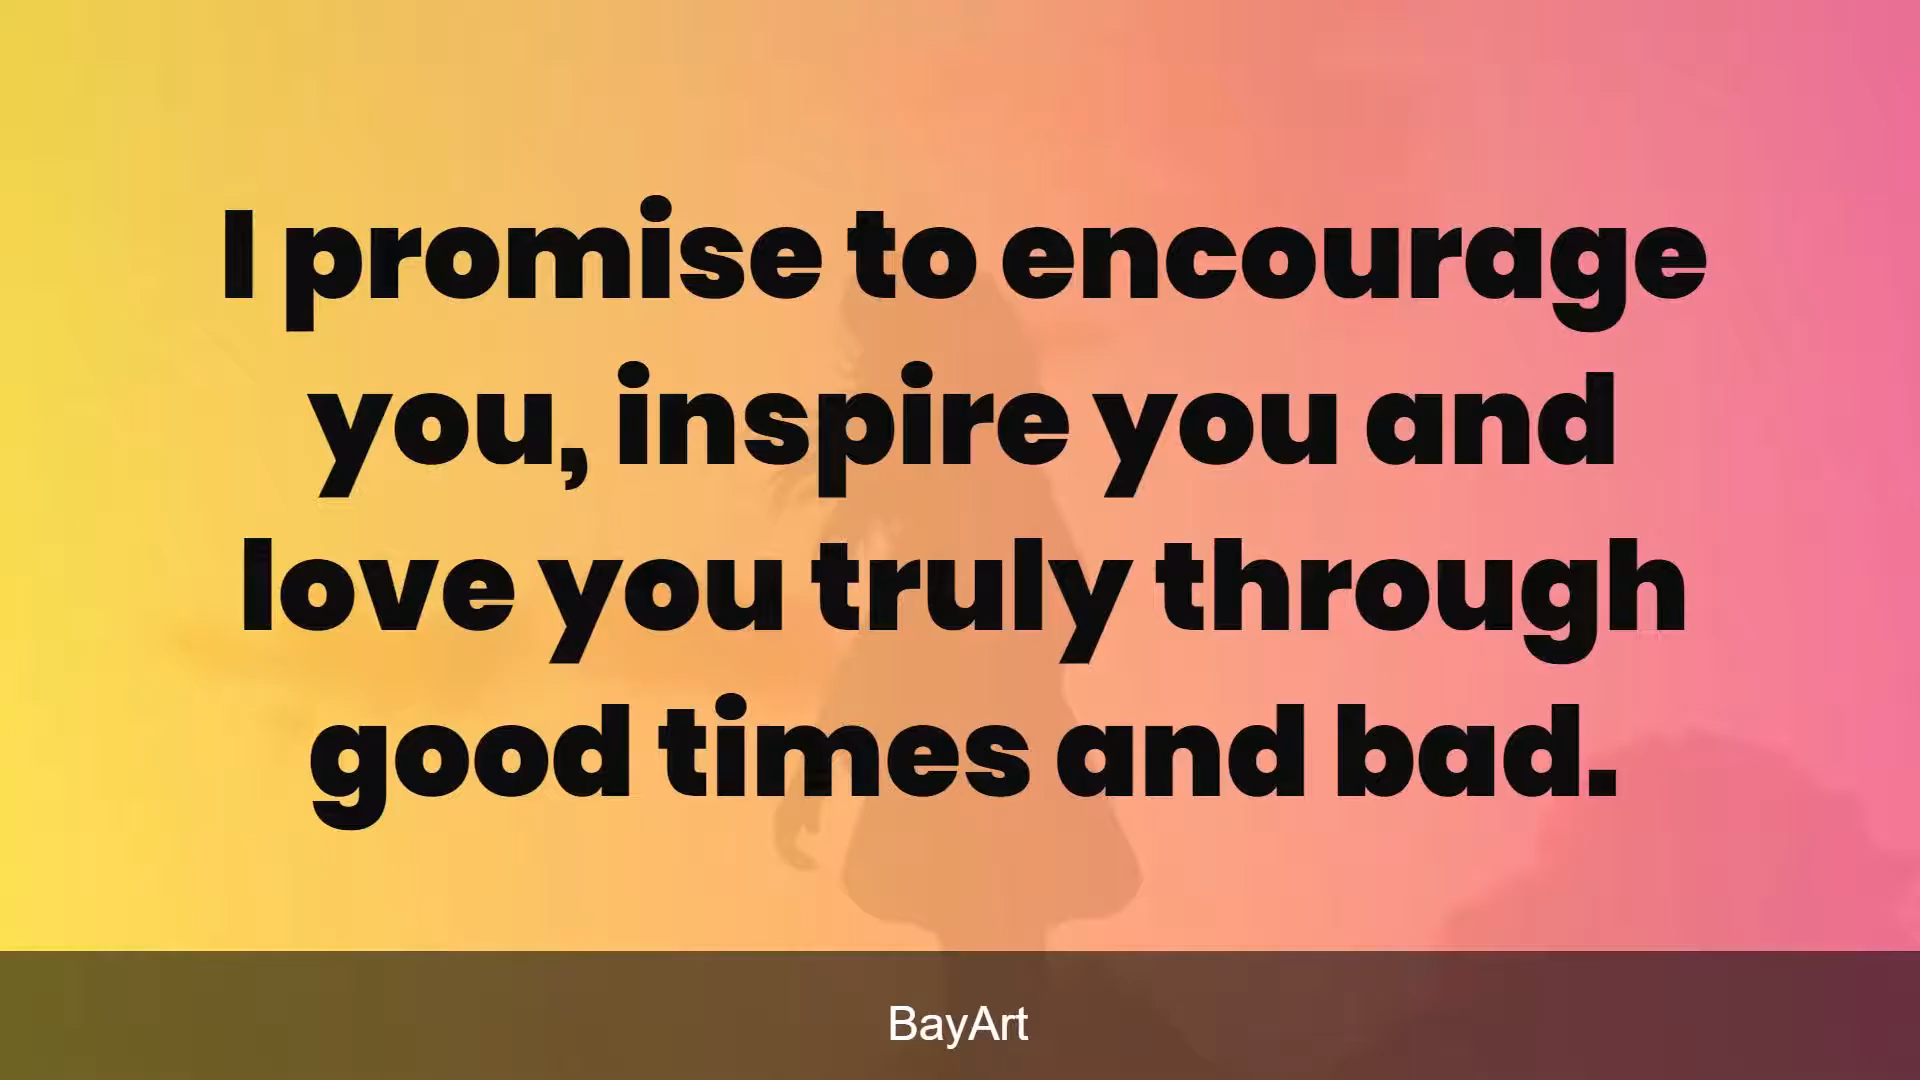 I promise to encourage
you, inspire you and
love you truly through
good times and bad.
BayArt